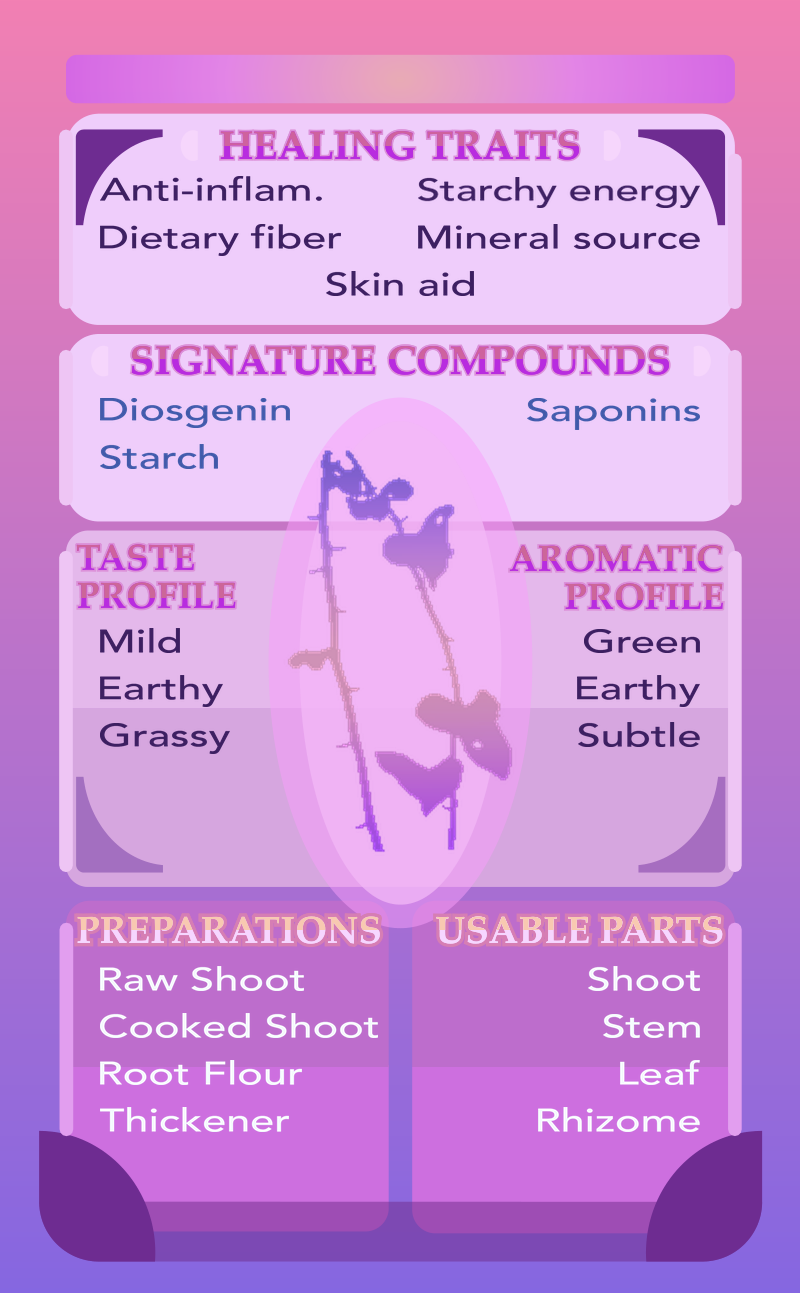 HEALING TRAITS
Anti-inflam. Starchy energy
Dietary fiber Mineral source
Skin aid
SIGNATURE COMPOUNDS
Diosgenin Saponins
Starch
TASTE PROFILE
Mild
Earthy
Grassy
AROMATIC PROFILE
Green
Earthy
Subtle
PREPARATIONS
Raw Shoot
Cooked Shoot
Root Flour
Thickener
USABLE PARTS
Shoot
Stem
Leaf
Rhizome